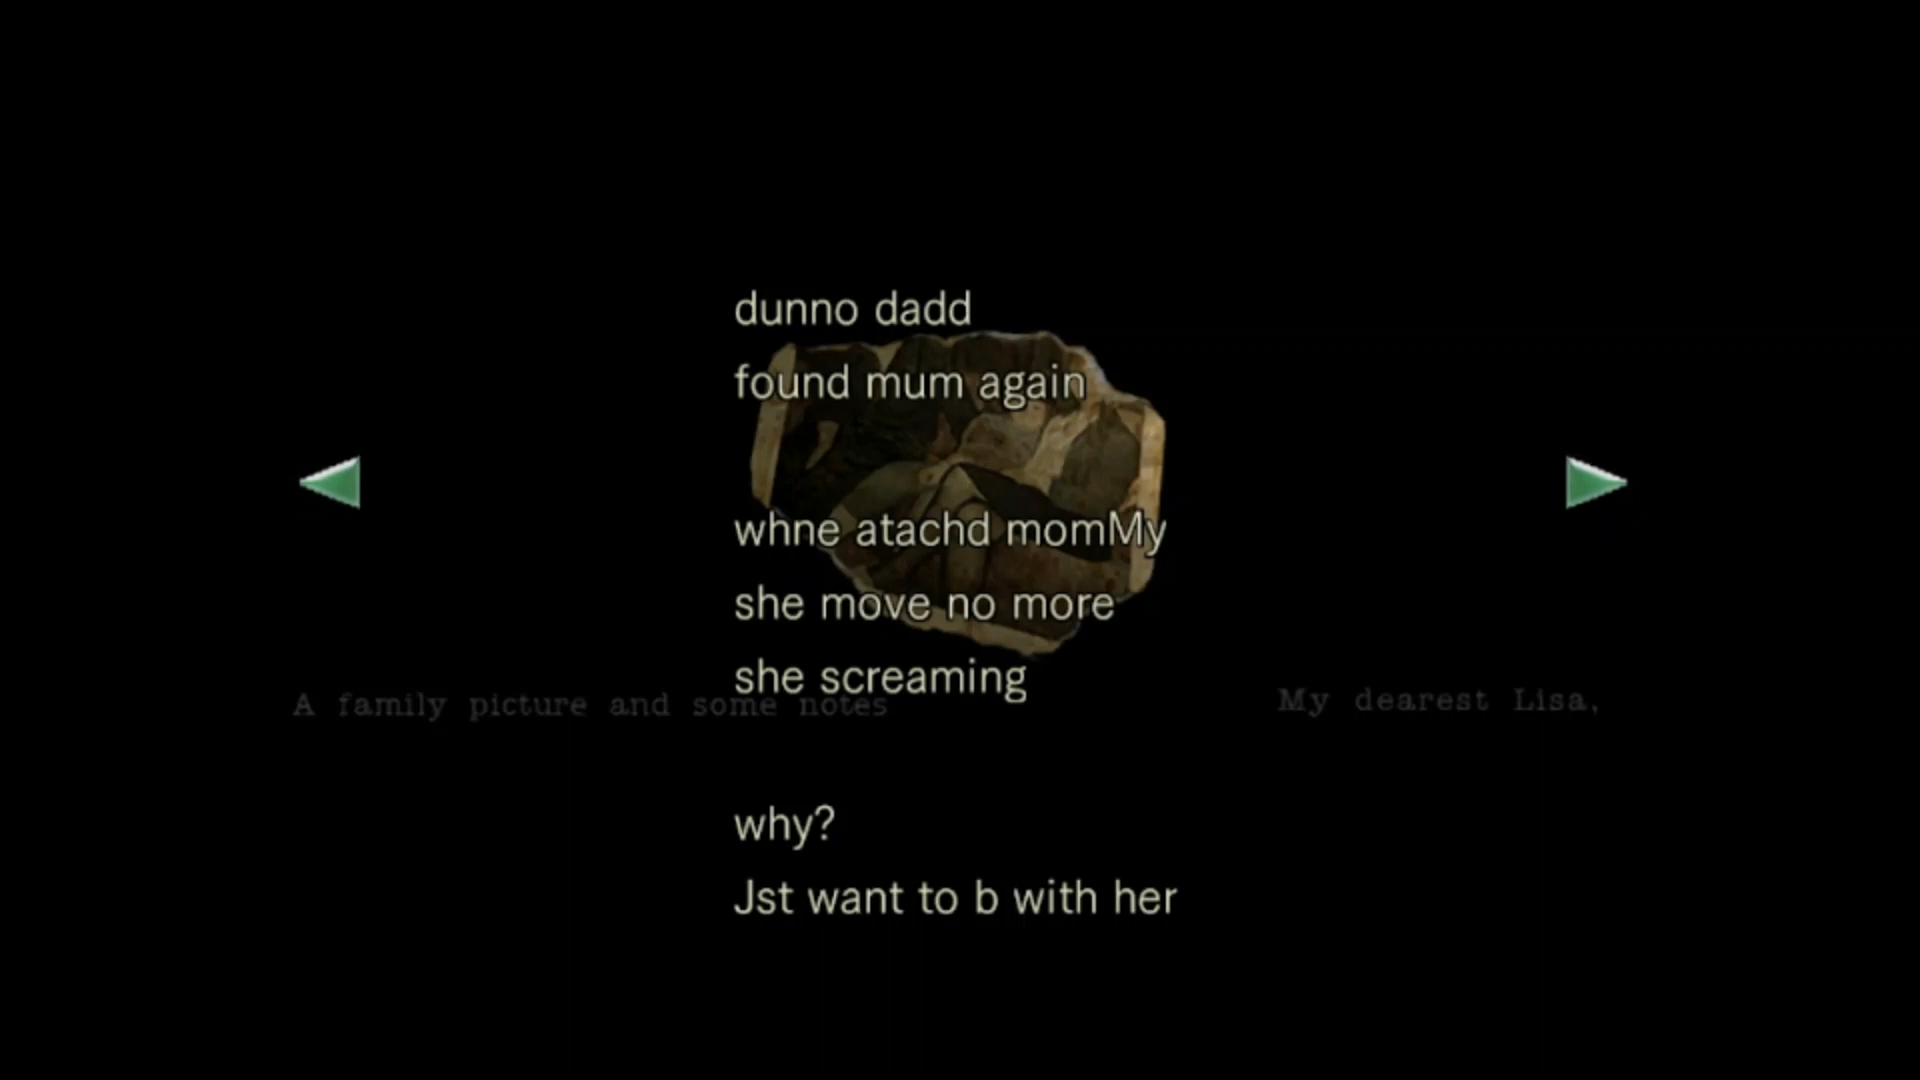 dunno dadd
found mum again
whne atachd momMy
she move no more
she screaming
A family picture and some notes
My dearest Lisa,
why?
Jst want to b with her